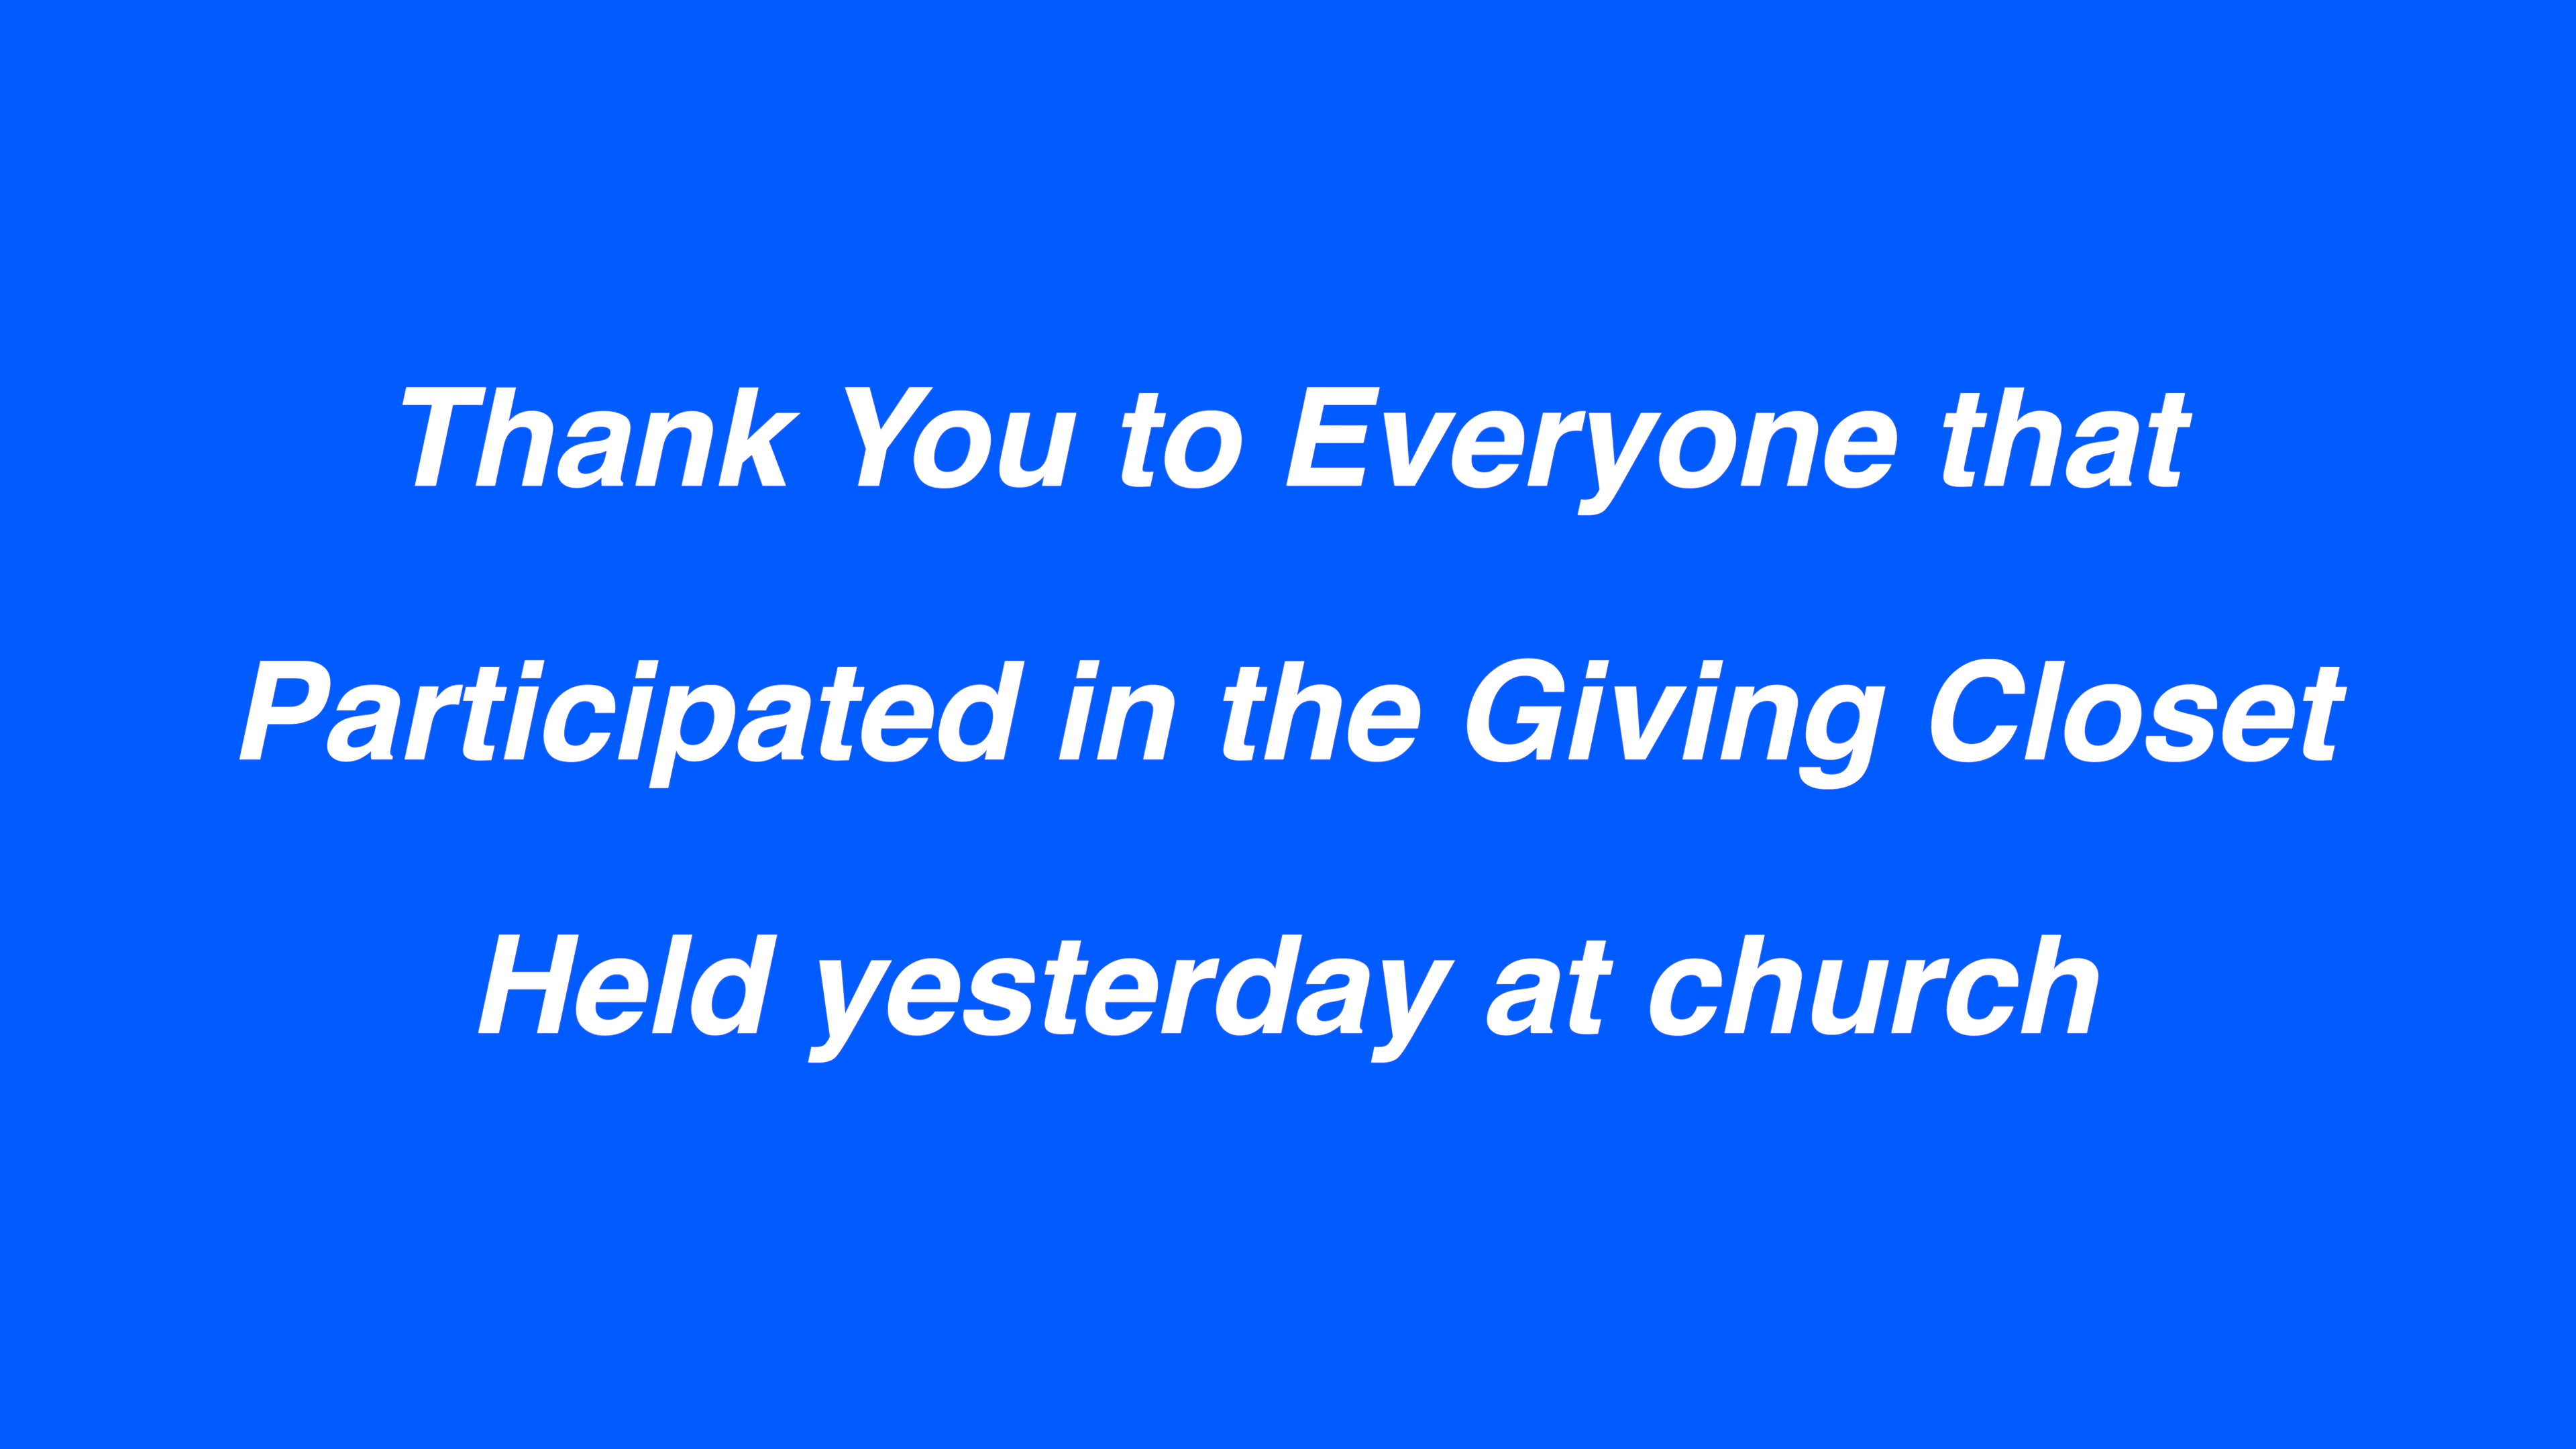 Thank You to Everyone that
Participated in the Giving Closet
Held yesterday at church